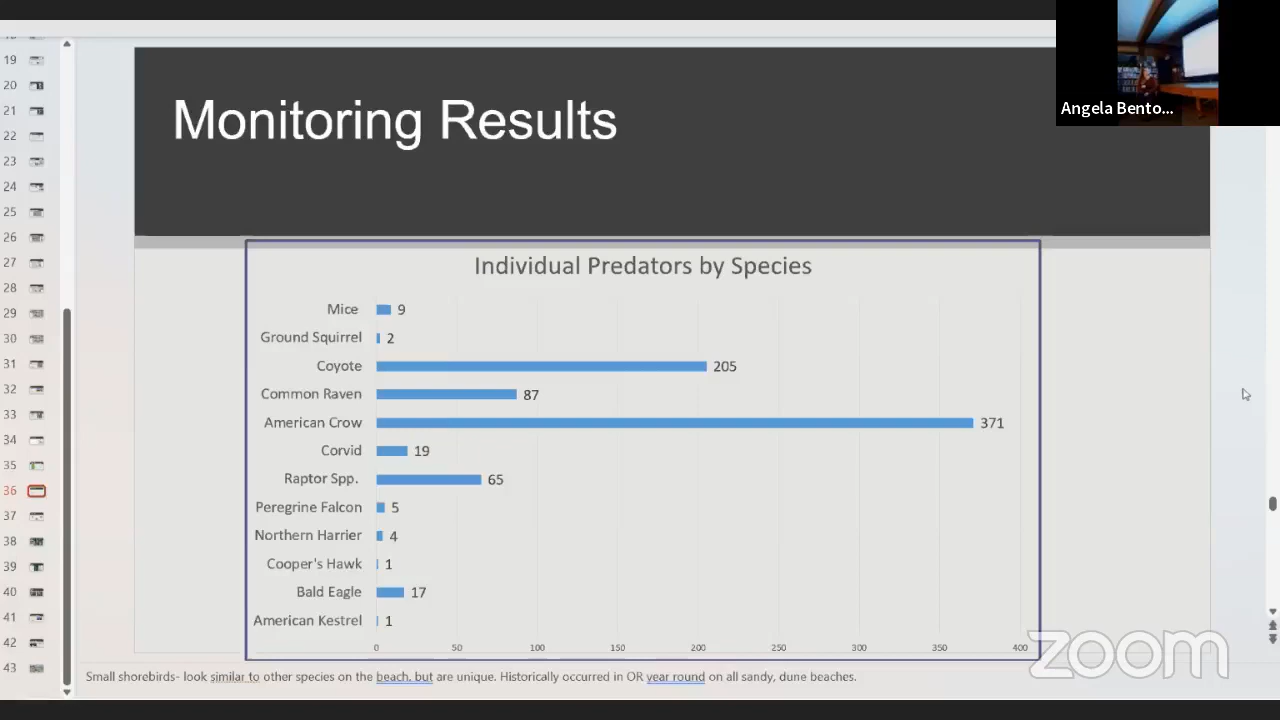 Angela Bento...
Monitoring Results
Individual Predators by Species
Mice 9
Ground Squirrel 2
Coyote 205
Common Raven 87
American Crow 371
Corvid 19
Raptor Spp. 65
Peregrine Falcon 5
Northern Harrier 4
Cooper's Hawk 1
Bald Eagle 17
American Kestrel 1
0 50 100 150 200 250 300 350 400
19
20
21
22
23
24
25
26
27
28
29
30
31
32
33
34
35
36
37
38
39
40
41
42
43
Small shorebirds- look similar to other species on the beach, but are unique. Historically occurred in OR year round on all sandy, dune beaches.
zoom